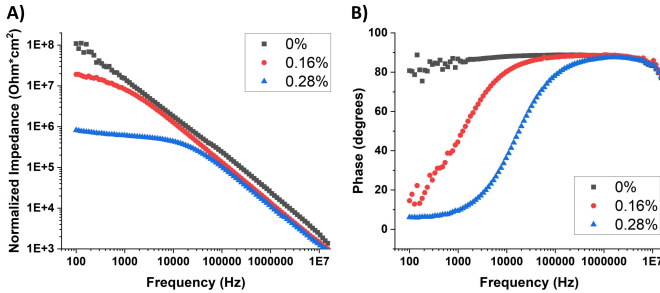 A)
Normalized Impedance (Ohm*cm²)
1E+8
1E+7
1E+6
1E+5
1E+4
1E+3
0%
0.16%
0.28%
100
1000
10000
100000
1000000
1E7
Frequency (Hz)
B)
Phase (degrees)
100
80
60
40
20
0
0%
0.16%
0.28%
100
1000
10000
100000
1000000
1E7
Frequency (Hz)